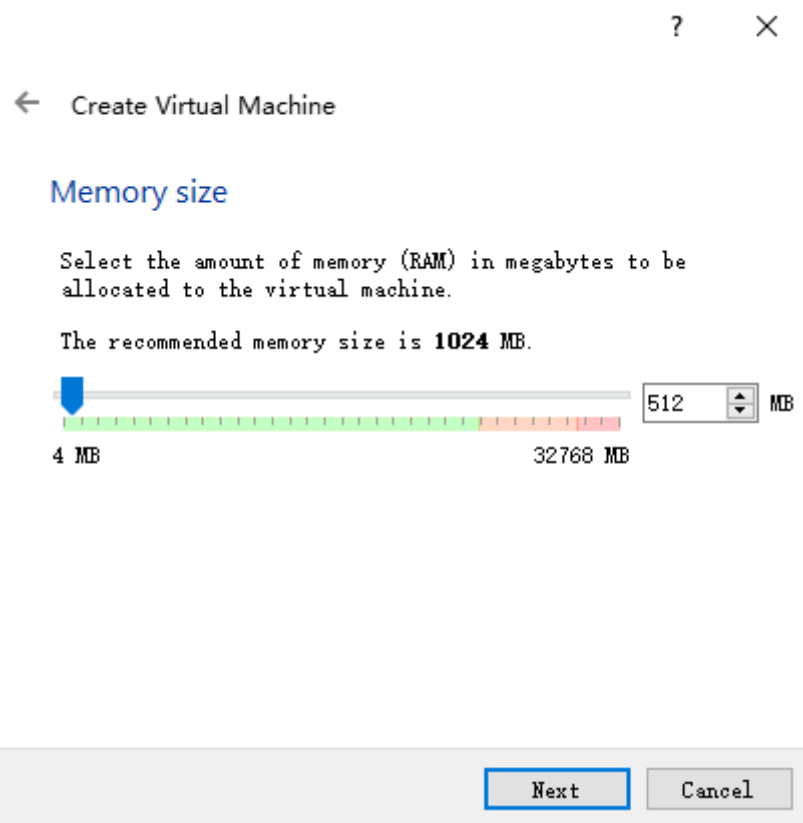 ?
Create Virtual Machine
Memory size
Select the amount of memory (RAM) in megabytes to be
allocated to the virtual machine.
The recommended memory size is 1024 MB.
512 MB
4 MB 32768 MB
Next Cancel